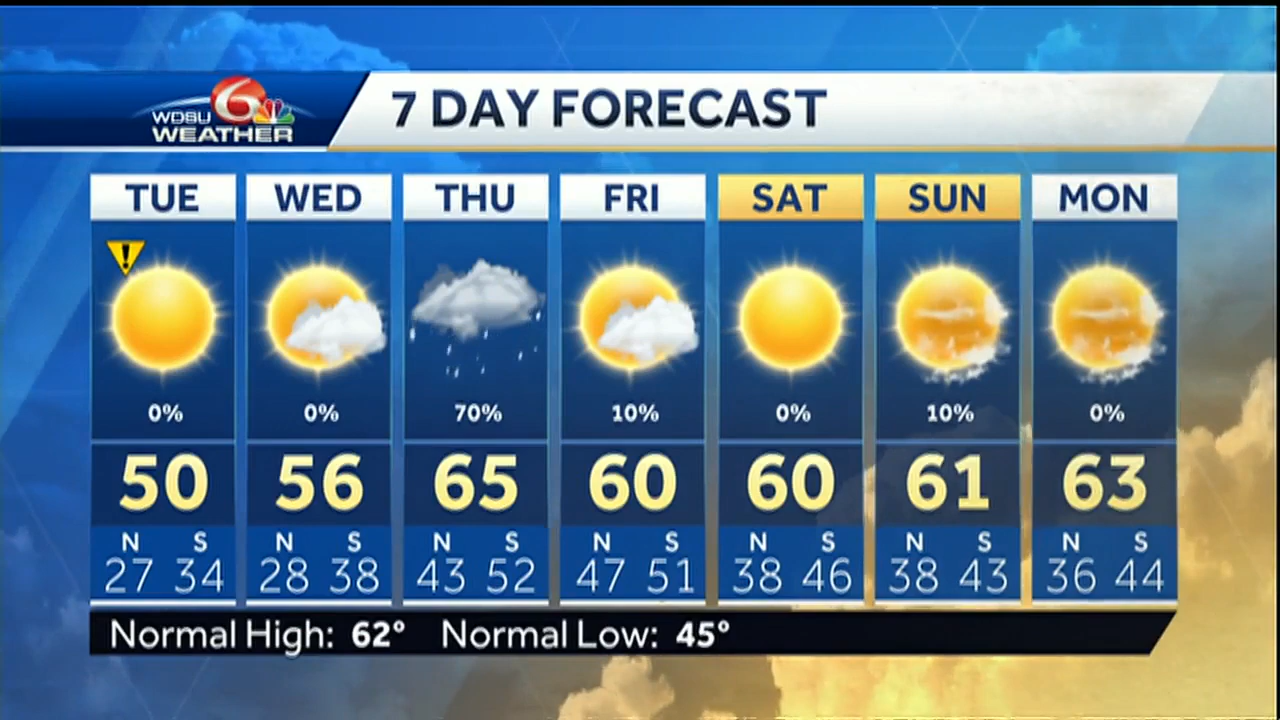 WDSU 6
WEATHER
7 DAY FORECAST
TUE WED THU FRI SAT SUN MON
!
0% 0% 70% 10% 0% 10% 0%
50 56 65 60 60 61 63
N S N S N S N S N S N S N S
27 34 28 38 43 52 47 51 38 46 38 43 36 44
Normal High: 62° Normal Low: 45°